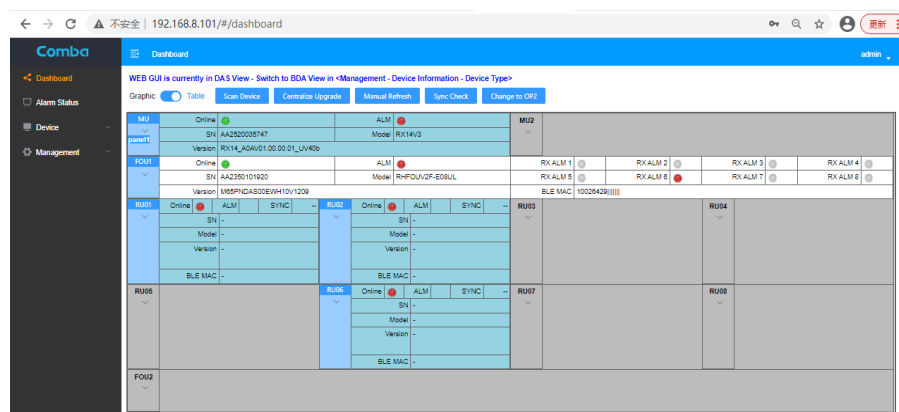 不安全 | 192.168.8.101/#/dashboard 更新
Comba Dashboard admin
Dashboard
Alarm Status
Device
Management
WEB GUI is currently in DAS View - Switch to BDA View in <Management - Device Information - Device Type>
Graphic Table Scan Device Centralize Upgrade Manual Refresh Sync Check Change to OP2
MU Online ALM MU2
panel1 SN AA2520035747 Model RX14V3
Version RX14_A0AV01.00.00.01_UV40b
FOU1 Online ALM RX ALM 1 RX ALM 2 RX ALM 3 RX ALM 4
SN AA2350101920 Model RHFOUV2F-E08UL RX ALM 5 RX ALM 6 RX ALM 7 RX ALM 8
Version M65PNDAS00EWH10V1209 BLE MAC 10026429|||||||
RU01 Online ALM SYNC -- RU02 Online ALM SYNC -- RU03 RU04
SN - SN -
Model - Model -
Version - Version -
BLE MAC - BLE MAC -
RU05 RU06 Online ALM SYNC -- RU07 RU08
SN -
Model -
Version -
BLE MAC -
FOU2